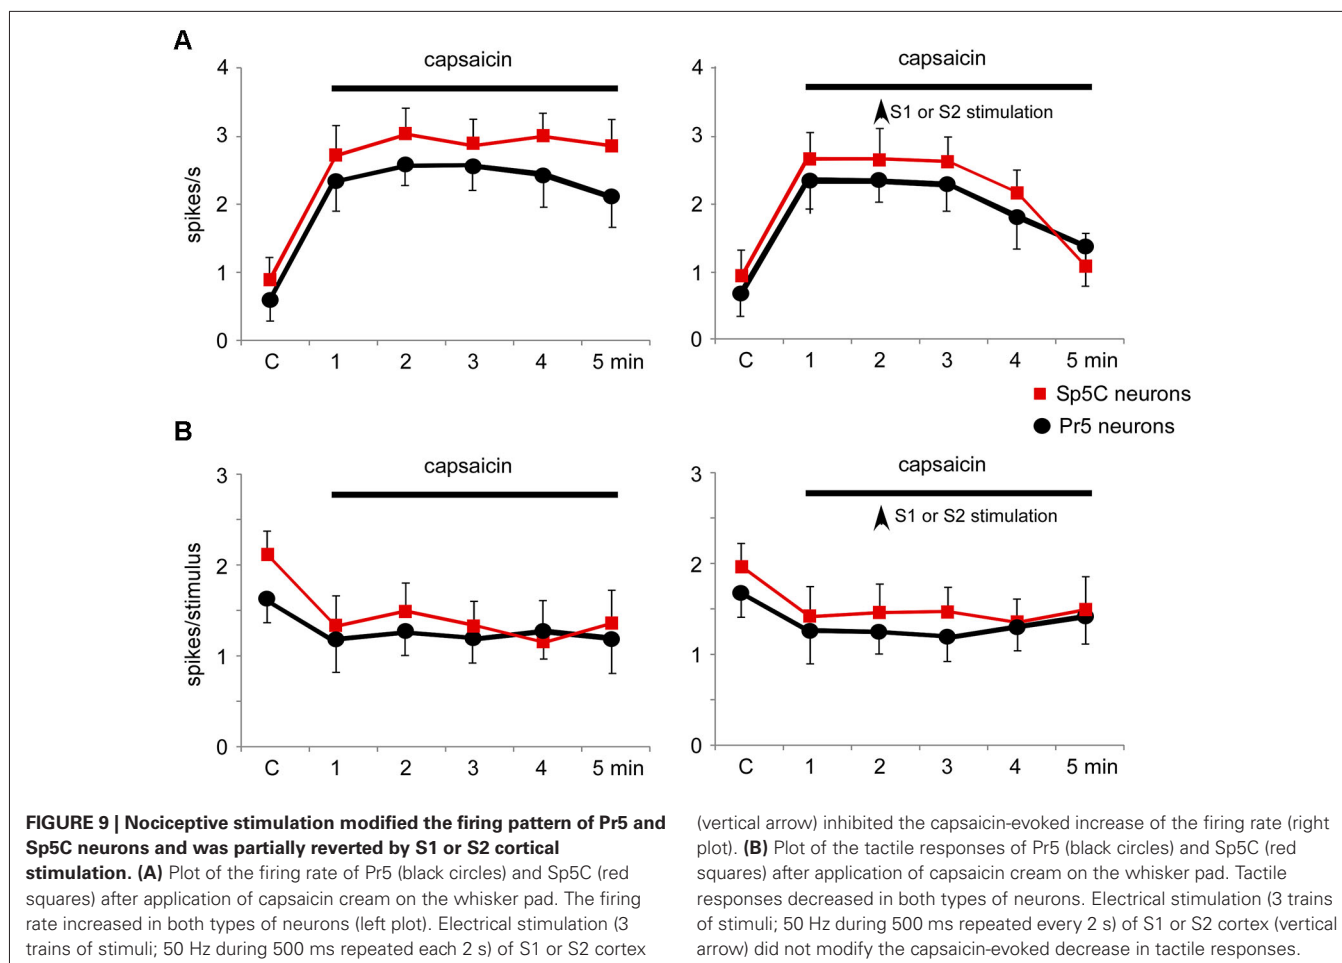 A
capsaicin
4
3
2
1
0
spikes/s
C 1 2 3 4 5 min
capsaicin
S1 or S2 stimulation
4
3
2
1
0
C 1 2 3 4 5 min
Sp5C neurons
Pr5 neurons
B
capsaicin
3
2
1
0
spikes/stimulus
C 1 2 3 4 5 min
capsaicin
S1 or S2 stimulation
3
2
1
0
C 1 2 3 4 5 min
FIGURE 9 | Nociceptive stimulation modified the firing pattern of Pr5 and
Sp5C neurons and was partially reverted by S1 or S2 cortical
stimulation. (A) Plot of the firing rate of Pr5 (black circles) and Sp5C (red
squares) after application of capsaicin cream on the whisker pad. The firing
rate increased in both types of neurons (left plot). Electrical stimulation (3
trains of stimuli; 50 Hz during 500 ms repeated each 2 s) of S1 or S2 cortex
(vertical arrow) inhibited the capsaicin-evoked increase of the firing rate (right
plot). (B) Plot of the tactile responses of Pr5 (black circles) and Sp5C (red
squares) after application of capsaicin cream on the whisker pad. Tactile
responses decreased in both types of neurons. Electrical stimulation (3 trains
of stimuli; 50 Hz during 500 ms repeated every 2 s) of S1 or S2 cortex (vertical
arrow) did not modify the capsaicin-evoked decrease in tactile responses.